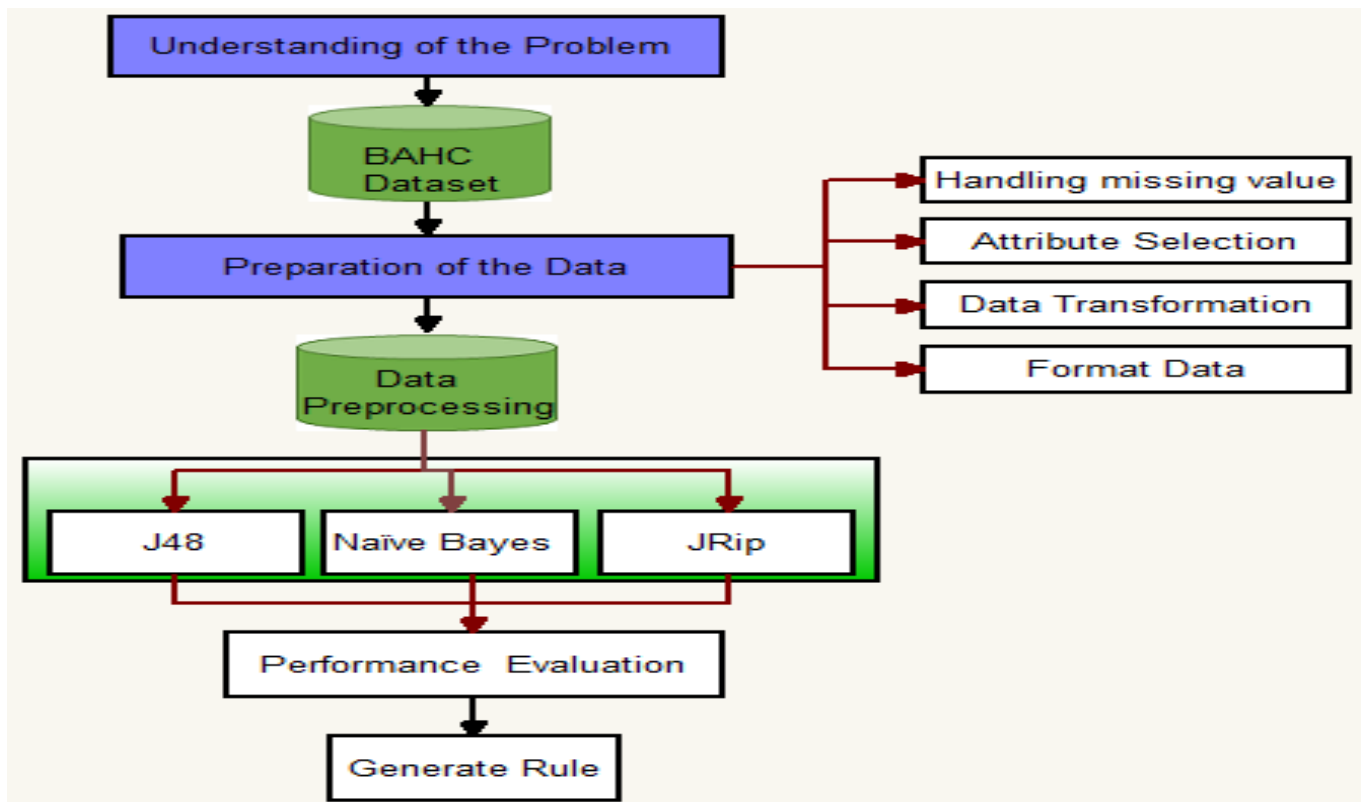 Understanding of the Problem
BAHC
Dataset
Preparation of the Data
Handling missing value
Attribute Selection
Data Transformation
Format Data
Data
Preprocessing
J48
Naïve Bayes
JRip
Performance Evaluation
Generate Rule